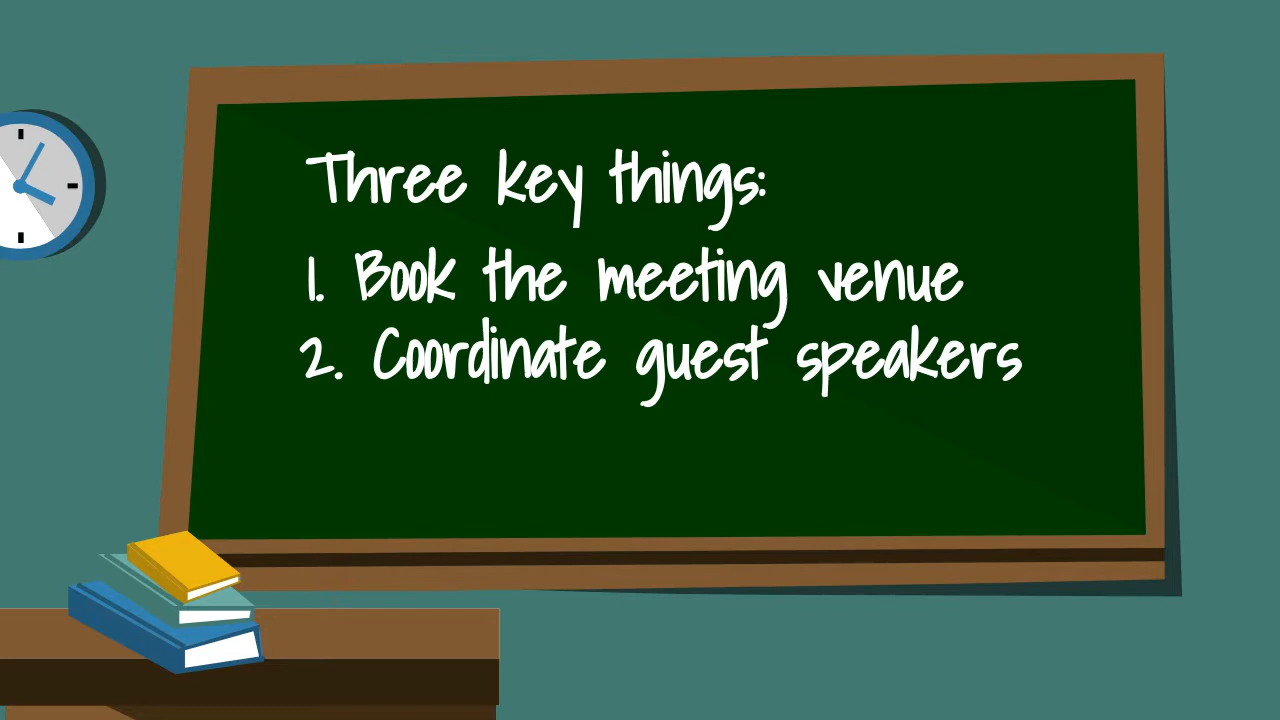 Three key things:
1. Book the meeting venue
2. Coordinate guest speakers